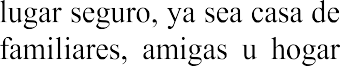 lugar seguro, ya sea casa de
familiares, amigas u hogar